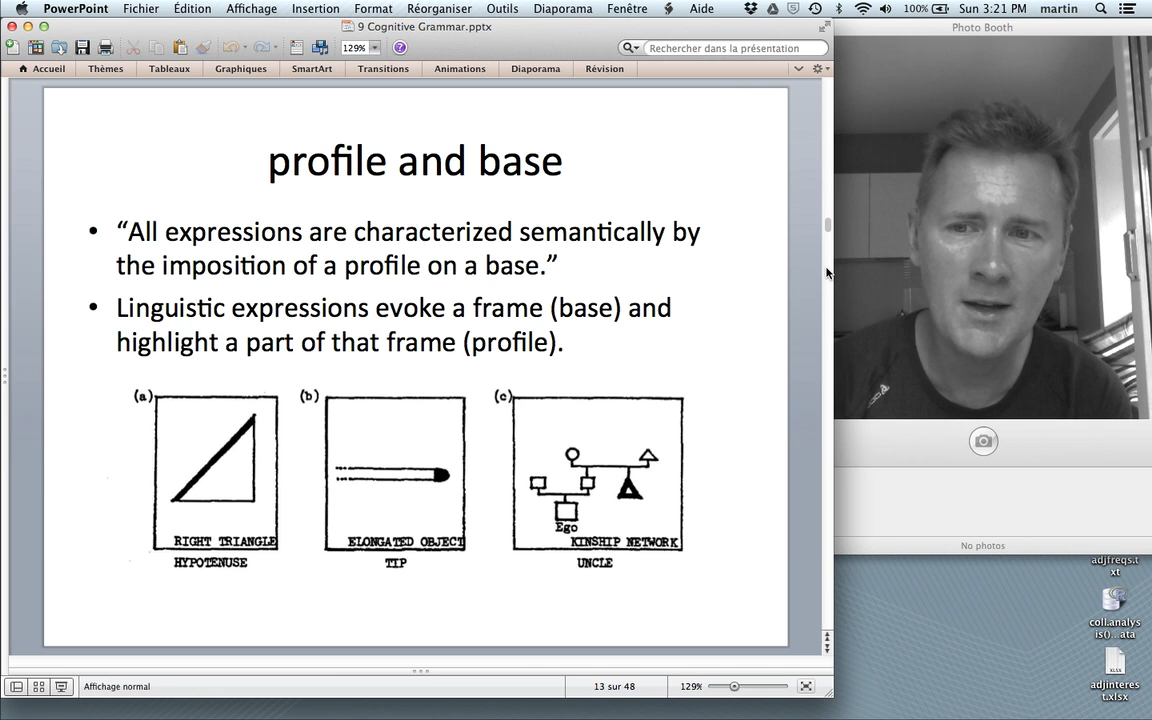 PowerPoint Fichier Édition Affichage Insertion Format Réorganiser Outils Diaporama Fenêtre Aide 100% Sun 3:21 PM martin
9 Cognitive Grammar.pptx
Photo Booth
129%
Rechercher dans la présentation
Accueil Thèmes Tableaux Graphiques SmartArt Transitions Animations Diaporama Révision
profile and base
• “All expressions are characterized semantically by
the imposition of a profile on a base.”
• Linguistic expressions evoke a frame (base) and
highlight a part of that frame (profile).
(a) (b) (c)
Ego
RIGHT TRIANGLE ELONGATED OBJECT KINSHIP NETWORK
HYPOTENUSE TIP UNCLE
No photos
adjfreqs.t
xt
coll.analy
sis()...ata
adjinteres
t.xlsx
XLSX
Affichage normal 13 sur 48 129%